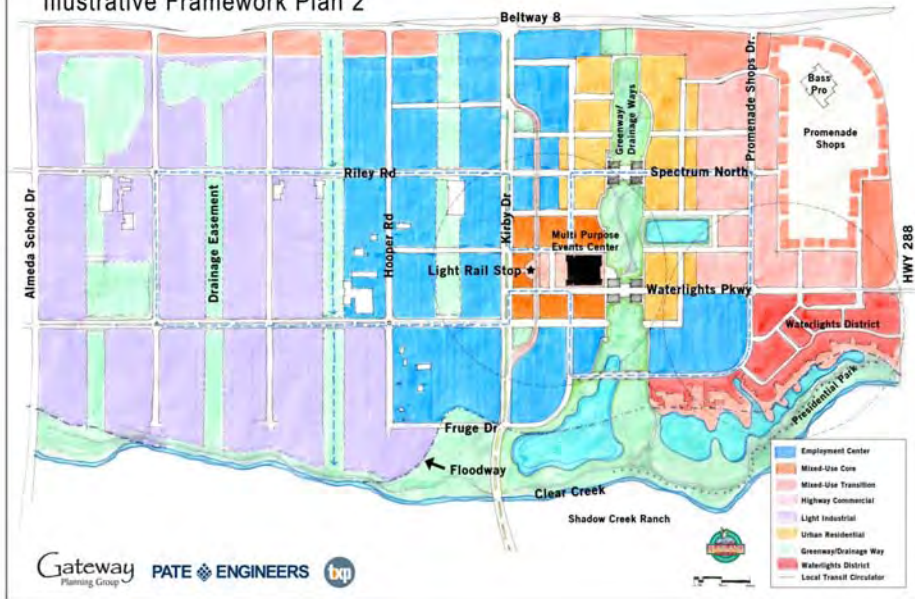 Illustrative Framework Plan 2
Beltway 8
Promenade Shops Dr.
Bass
Pro
Promenade
Shops
Greenway/
Drainage Ways
Riley Rd
Spectrum North
Almeda School Dr
Drainage Easement
Hooper Rd
Kirby Dr
Multi Purpose
Events Center
Light Rail Stop
HWY 288
Waterlights Pkwy
Waterlights District
Presidential Park
Fruge Dr
Floodway
Clear Creek
Shadow Creek Ranch
Employment Center
Mixed-Use Core
Mixed-Use Transition
Highway Commercial
Light Industrial
Urban Residential
Greenway/Drainage Way
Waterlights District
Local Transit Circulator
Gateway
Planning Group
PATE ENGINEERS
txp